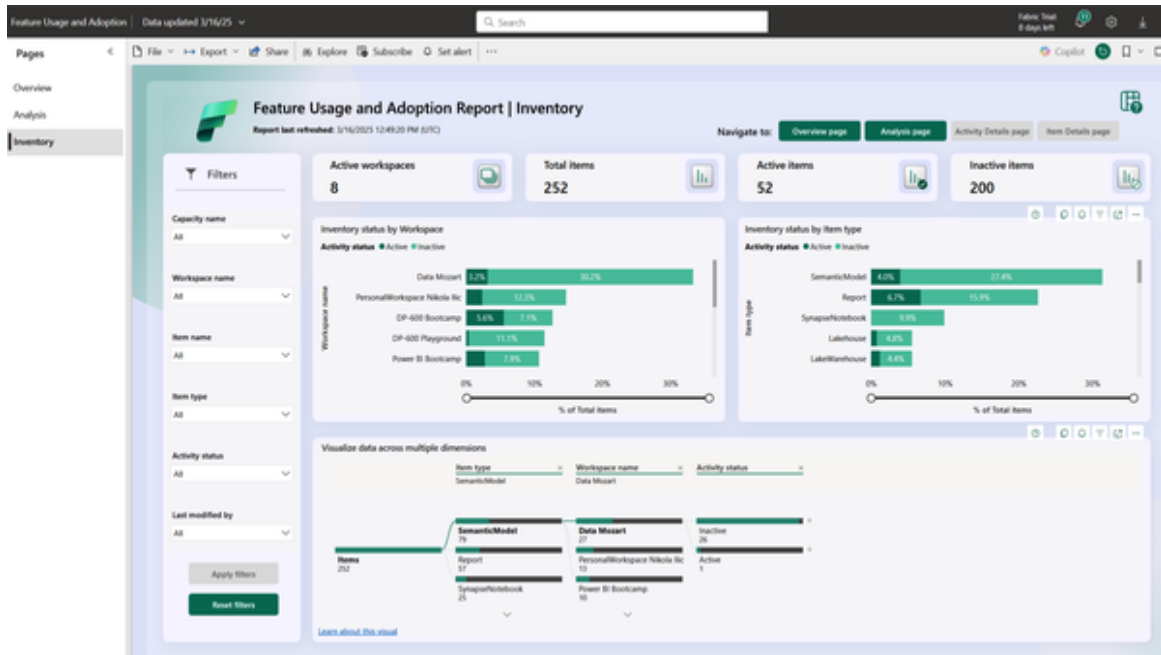 Feature Usage and Adoption | Data updated 3/16/25
Search
Fabric Trial
8 days left
Pages
File Export Share Explore Subscribe Set alert ...
Copilot
Overview
Analysis
Inventory
Feature Usage and Adoption Report | Inventory
Report last refreshed: 3/16/2025 12:49:20 PM (UTC)
Navigate to: Overview page Analysis page Activity Details page Item Details page
Filters
Capacity name
All
Workspace name
All
Item name
All
Item type
All
Activity status
All
Last modified by
All
Apply filters
Reset filters
Active workspaces
8
Total items
252
Active items
52
Inactive items
200
Inventory status by Workspace
Activity status Active Inactive
Workspace name
Data Mozart 3.2% 30.2%
PersonalWorkspace Nikola Ilic 12.3%
DP-600 Bootcamp 5.6% 7.1%
DP-600 Playground 11.1%
Power BI Bootcamp 7.9%
0% 10% 20% 30%
% of Total items
Inventory status by Item type
Activity status Active Inactive
Item type
SemanticModel 4.0% 27.4%
Report 6.7% 15.9%
SynapseNotebook 9.9%
Lakehouse 4.8%
LakeWarehouse 4.4%
0% 10% 20% 30%
% of Total items
Visualize data across multiple dimensions
Item type Workspace name Activity status
SemanticModel Data Mozart
Items
252
SemanticModel
79
Report
57
SynapseNotebook
25
Data Mozart
27
PersonalWorkspace Nikola Ilic
13
Power BI Bootcamp
10
Inactive
26
Active
1
Learn about this visual